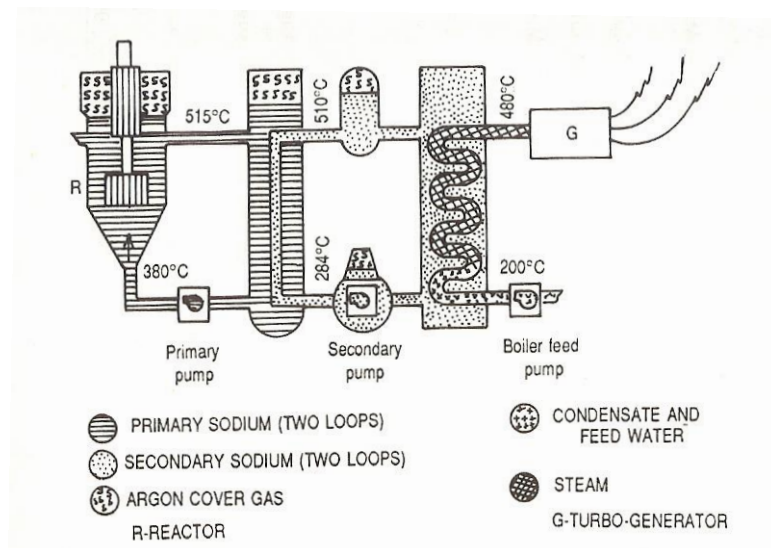 515°C
510°C
480°C
G
R
380°C
284°C
200°C
Primary
pump
Secondary
pump
Boiler feed
pump
PRIMARY SODIUM (TWO LOOPS)
SECONDARY SODIUM (TWO LOOPS)
ARGON COVER GAS
R-REACTOR
CONDENSATE AND
FEED WATER
STEAM
G-TURBO-GENERATOR